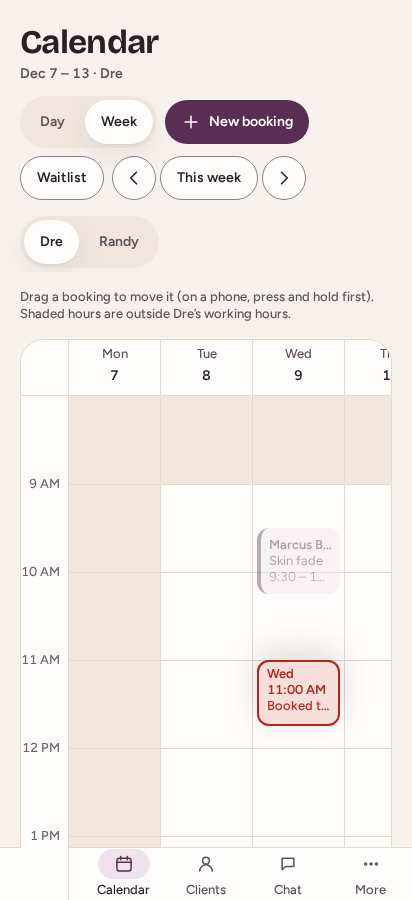 Calendar
Dec 7 – 13 · Dre
Day
Week
New booking
Waitlist
This week
Dre
Randy
Drag a booking to move it (on a phone, press and hold first).
Shaded hours are outside Dre's working hours.
Mon
Tue
Wed
7
8
9
9 AM
Marcus B...
Skin fade
9:30 – 1...
10 AM
11 AM
Wed
11:00 AM
Booked t...
12 PM
1 PM
Calendar
Clients
Chat
More